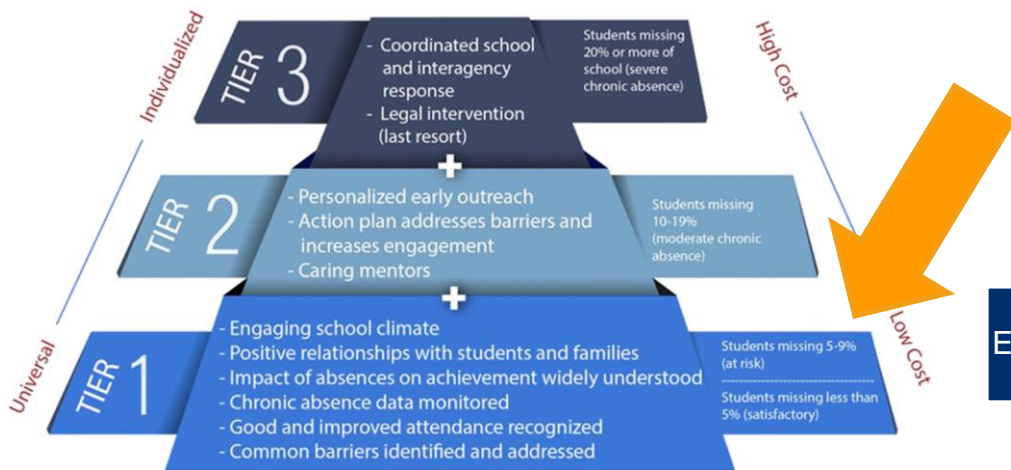 Individualized
TIER 3
- Coordinated school
and interagency
response
- Legal intervention
(last resort)
Students missing
20% or more of
school (severe
chronic absence)
High Cost
+
TIER 2
- Personalized early outreach
- Action plan addresses barriers and
increases engagement
- Caring mentors
Students missing
10-19%
(moderate chronic
absence)
+
Universal
TIER 1
- Engaging school climate
- Positive relationships with students and families
- Impact of absences on achievement widely understood
- Chronic absence data monitored
- Good and improved attendance recognized
- Common barriers identified and addressed
Students missing 5-9%
(at risk)
Students missing less than
5% (satisfactory)
Low Cost
E